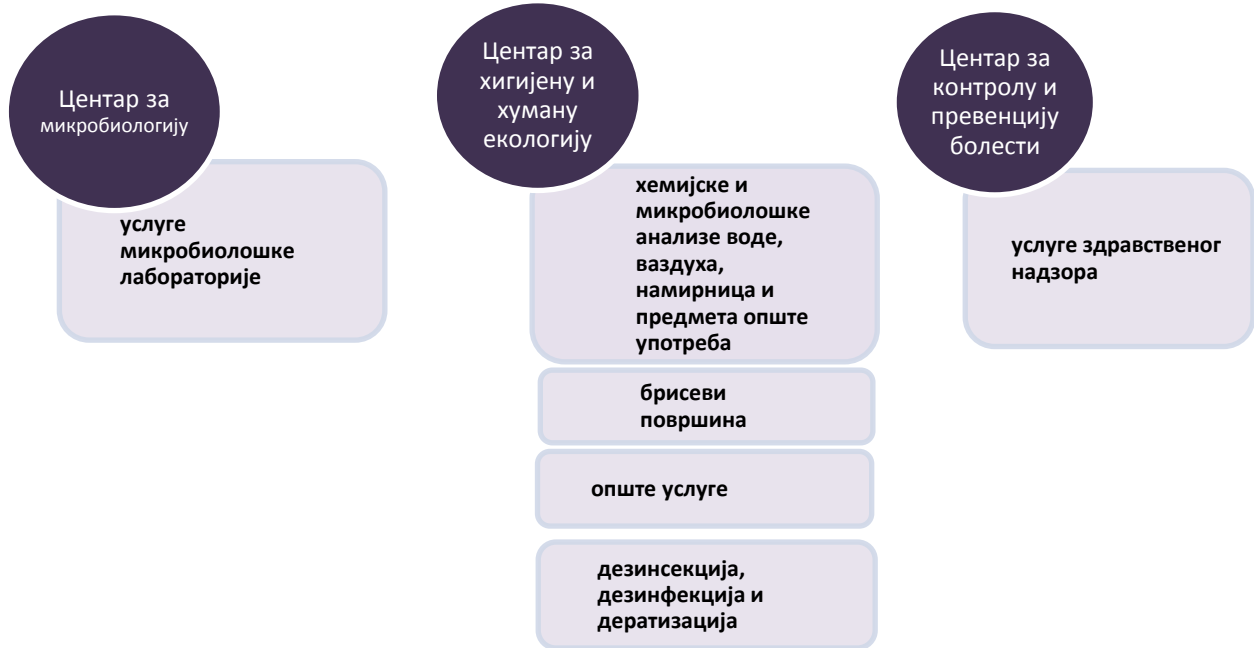 Центар за
микробиологију
услуге
микробиолошке
лабораторије
Центар за
хигијену и
хуману
екологију
хемијске и
микробиолошке
анализе воде,
ваздуха,
намирница и
предмета опште
употреба
брисеви
површина
опште услуге
дезинсекција,
дезинфекција и
дератизација
Центар за
контролу и
превенцију
болести
услуге здравственог
надзора